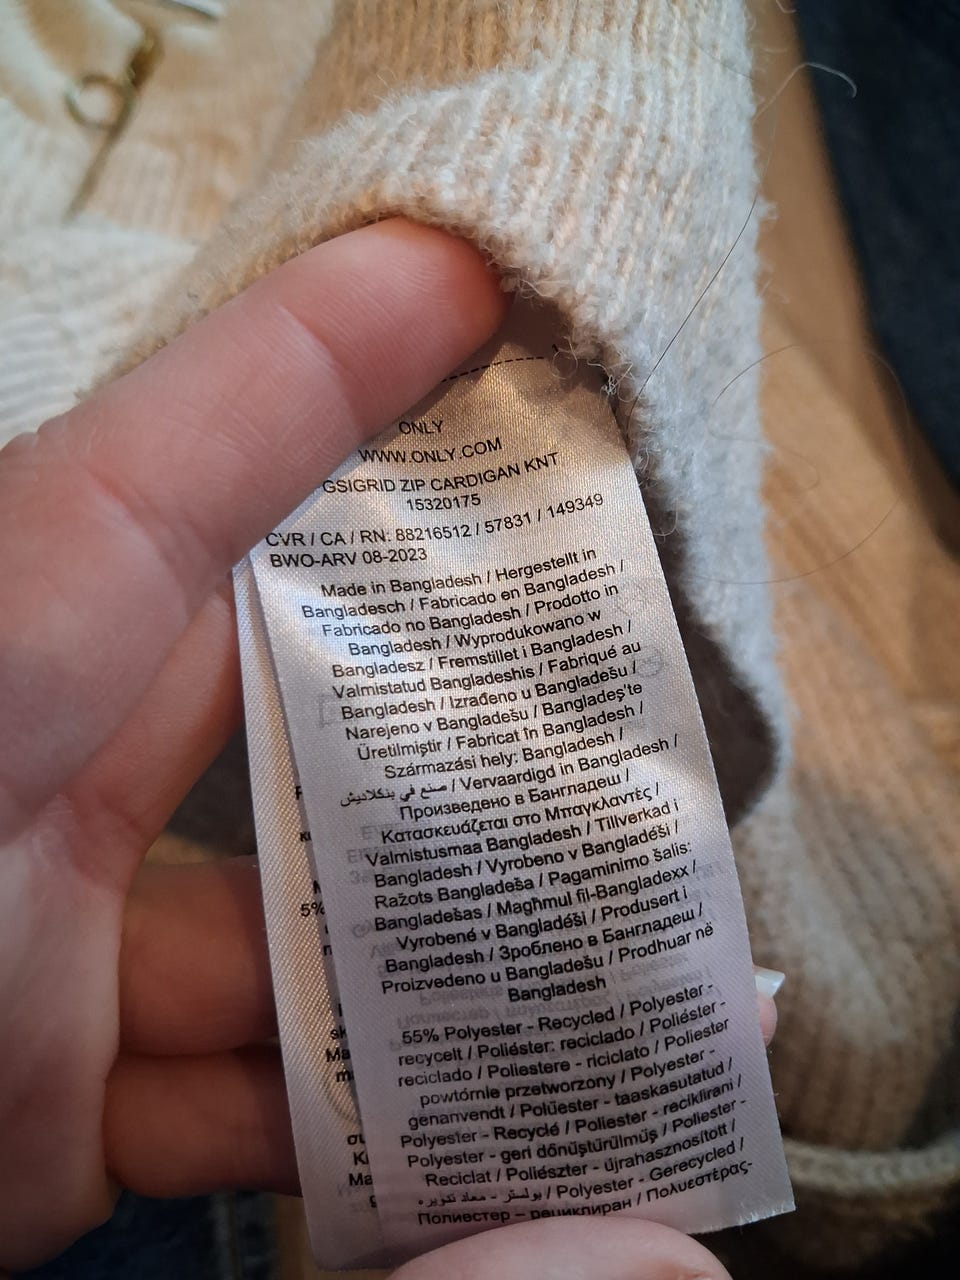 ONLY
WWW.ONLY.COM
GSIGRID ZIP CARDIGAN KNT
15320175
CVR / CA / RN: 88216512 / 57831 / 149349
BWO-ARV 08-2023
Made in Bangladesh / Hergestellt in
Bangladesch / Fabricado en Bangladesh /
Fabricado no Bangladesh / Prodotto in
Bangladesh / Wyprodukowano w
Bangladesz / Fremstillet i Bangladesh /
Valmistatud Bangladeshis / Fabriqué au
Bangladesh / Izrađeno u Bangladešu /
Narejeno v Bangladešu / Bangladeş'te
Üretilmiştir / Fabricat în Bangladesh /
Származási hely: Bangladesh /
صنع في بنكلاديش / Vervaardigd in Bangladesh /
Произведено в Бангладеш /
Κατασκευάζεται στο Μπαγκλαντές /
Valmistusmaa Bangladesh / Tillverkad i
Bangladesh / Vyrobeno v Bangladéši /
Ražots Bangladeša / Pagaminimo šalis:
Bangladešas / Magħmul fil-Bangladexx /
Vyrobené v Bangladéši / Produsert i
Bangladesh / Зроблено в Бангладеш /
Proizvedeno u Bangladešu / Prodhuar në
Bangladesh
55% Polyester - Recycled / Polyester -
recycelt / Poliéster: reciclado / Poliéster -
reciclado / Poliestere - riciclato / Poliester
powtórnie przetworzony / Polyester -
genanvendt / Polüester - taaskasutatud /
Polyester - Recyclé / Poliester - reciklirani /
Polyester - geri dönüştürülmüş / Poliester -
Reciclat / Poliészter - újrahasznosított /
بولستر - معاد تدويره / Polyester - Gerecycled /
Полиестер – рециклиран / Πολυεστέρας-
5%